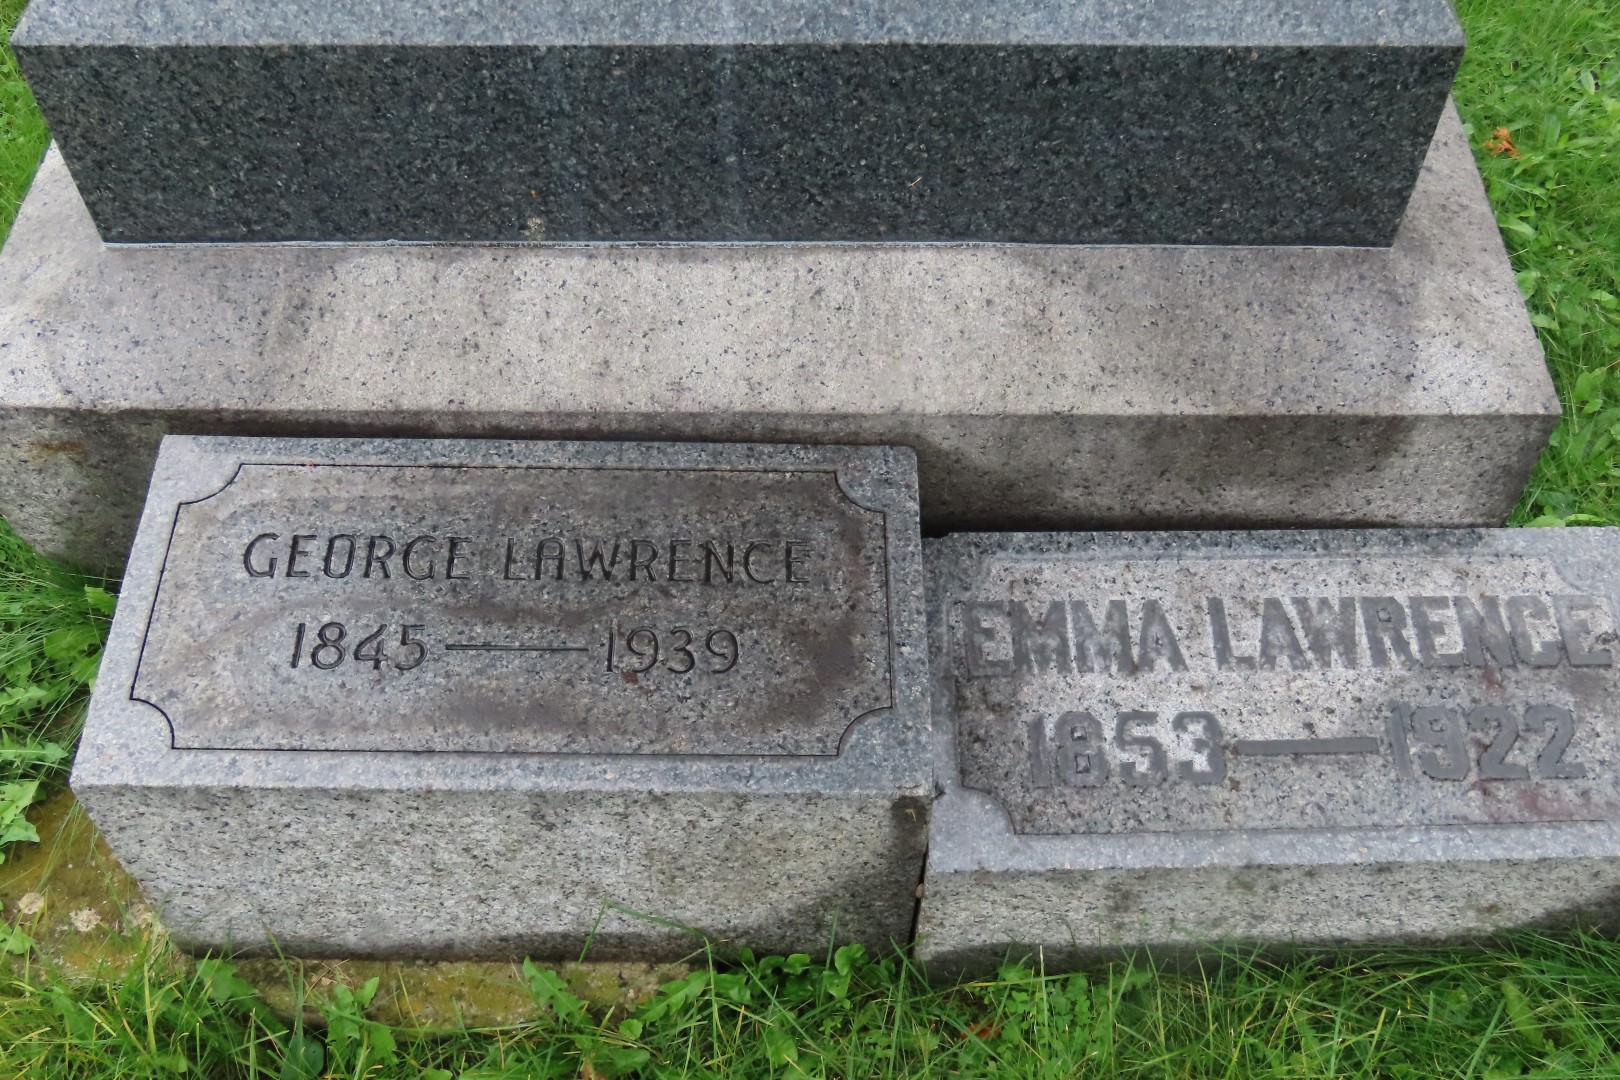 GEORGE LAWRENCE
1845—1939
EMMA LAWRENCE
1853—1922